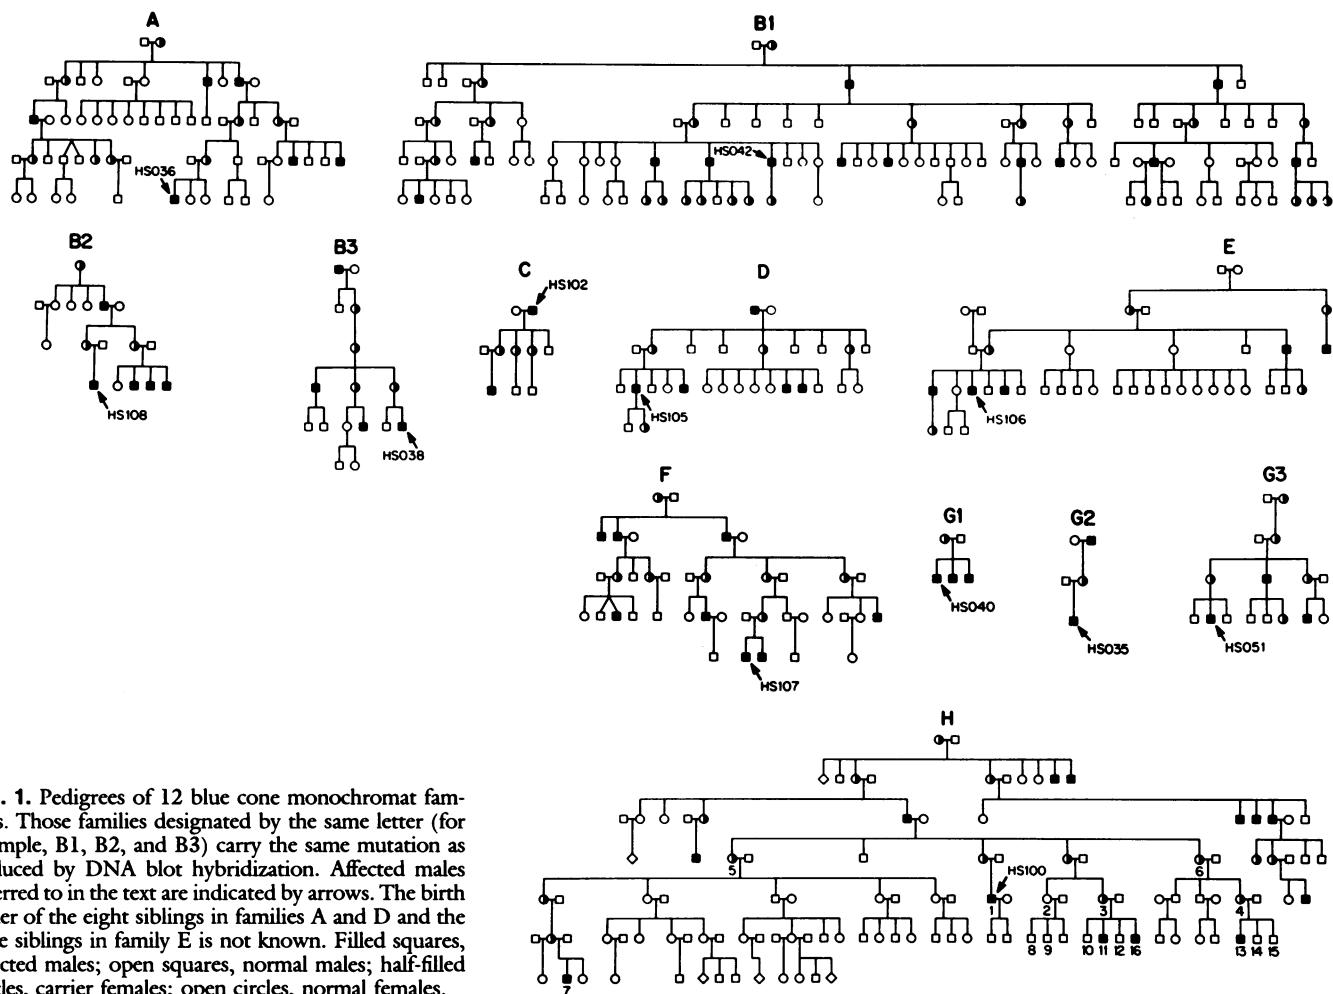 A
B1
HS036
HS042
B2
B3
C
D
E
HS102
HS108
HS038
HS105
HS106
F
G1
G2
G3
HS040
HS035
HS051
HS107
H
HS100
5
6
1
2
3
4
8 9
10 11 12 16
13 14 15
7
. 1. Pedigrees of 12 blue cone monochromat fam-
s. Those families designated by the same letter (for
mple, B1, B2, and B3) carry the same mutation as
uced by DNA blot hybridization. Affected males
erred to in the text are indicated by arrows. The birth
er of the eight siblings in families A and D and the
e siblings in family E is not known. Filled squares,
cted males; open squares, normal males; half-filled
les, carrier females; open circles, normal females.